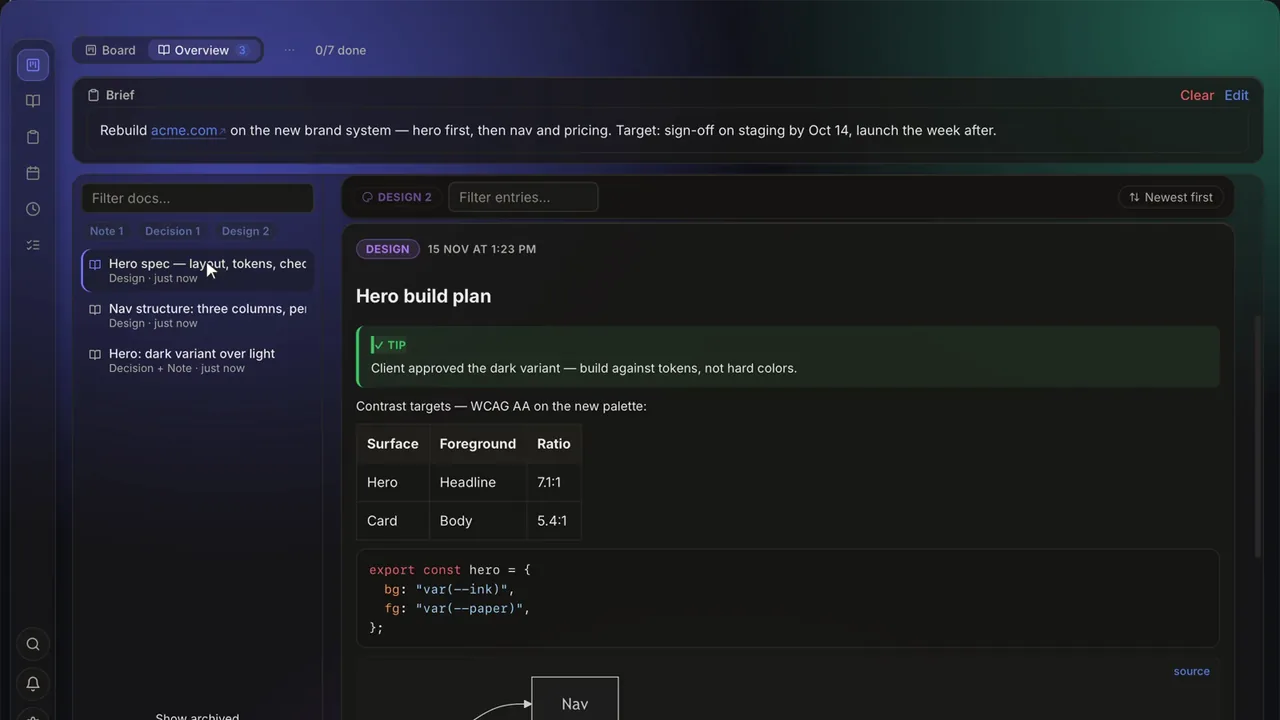 Board Overview 3 ... 0/7 done
Brief Clear Edit
Rebuild acme.com on the new brand system — hero first, then nav and pricing. Target: sign-off on staging by Oct 14, launch the week after.
Filter docs...
Note 1 Decision 1 Design 2
Hero spec — layout, tokens, chec
Design · just now
Nav structure: three columns, per
Design · just now
Hero: dark variant over light
Decision + Note · just now
Show archived
DESIGN 2 Filter entries... Newest first
DESIGN 15 NOV AT 1:23 PM
Hero build plan
TIP
Client approved the dark variant — build against tokens, not hard colors.
Contrast targets — WCAG AA on the new palette:
Surface Foreground Ratio
Hero Headline 7.1:1
Card Body 5.4:1
export const hero = {
bg: "var(--ink)",
fg: "var(--paper)",
};
source
Nav